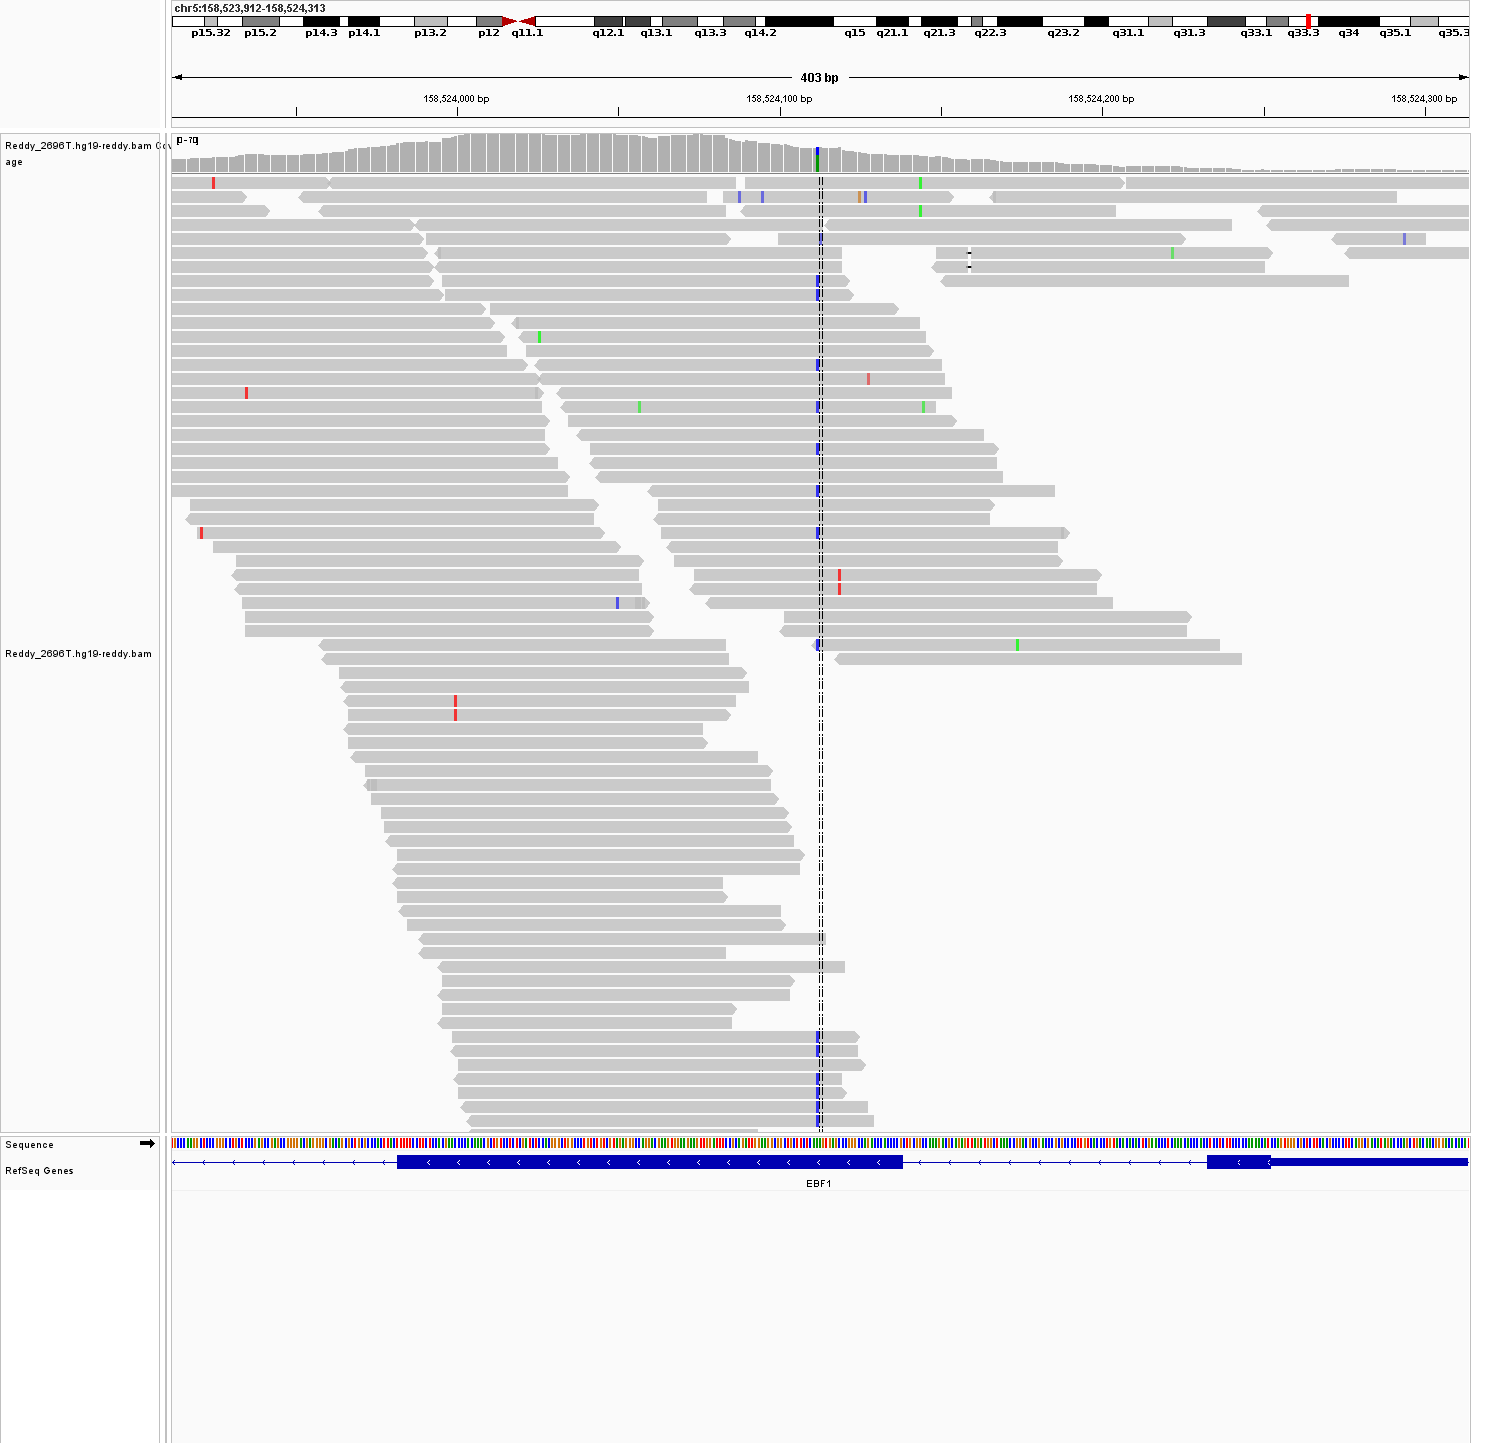 chr5:158,523,912-158,524,313
p15.32 p15.2 p14.3 p14.1 p13.2 p12 q11.1 q12.1 q13.1 q13.3 q14.2 q15 q21.1 q21.3 q22.3 q23.2 q31.1 q31.3 q33.1 q33.3 q34 q35.1 q35.3
403 bp
158,524,000 bp 158,524,100 bp 158,524,200 bp 158,524,300 bp
Reddy_2696T.hg19-reddy.bam Cov
age
Reddy_2696T.hg19-reddy.bam
Sequence
RefSeq Genes
EBF1